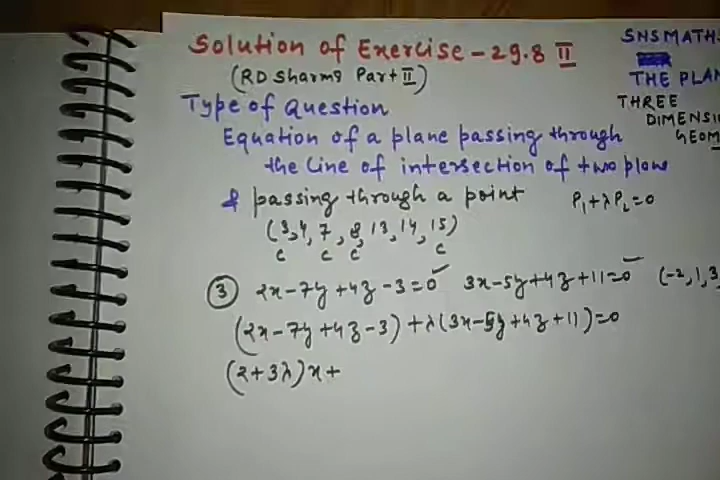 Solution of Exercise - 29.8 II
(RD Sharma Part II)
Type of Question
Equation of a plane passing through
the line of intersection of two plane
& passing through a point P₁+λP₂=0
(3,4, 7, 8, 13, 14, 15)
c c c c
③ 2x-7y+4z-3=0✓ 3x-5y+4z+11=0✓ (-2,1,3
(2x-7y+4z-3)+λ(3x-5y+4z+11)=0
(2+3λ)x+
SNSMATH
THE PLAN
THREE
DIMENSI
GEOM